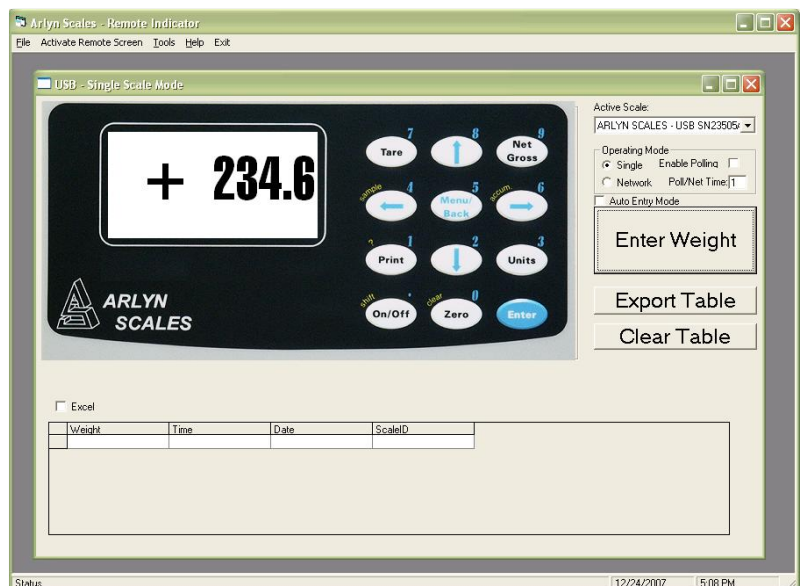 Arlyn Scales - Remote Indicator
File Activate Remote Screen Tools Help Exit
USB - Single Scale Mode
+ 234.6
7 8 9
Tare Net Gross
sample 4 5 accum. 6
Menu/Back
? 1 2 3
Print Units
shift . clear 0
On/Off Zero Enter
ARLYN
SCALES
Active Scale:
ARLYN SCALES - USB SN23505
Operating Mode
Single Enable Polling
Network Poll/Net Time: 1
Auto Entry Mode
Enter Weight
Export Table
Clear Table
Excel
Weight Time Date ScaleID
Status 12/24/2007 5:08 PM